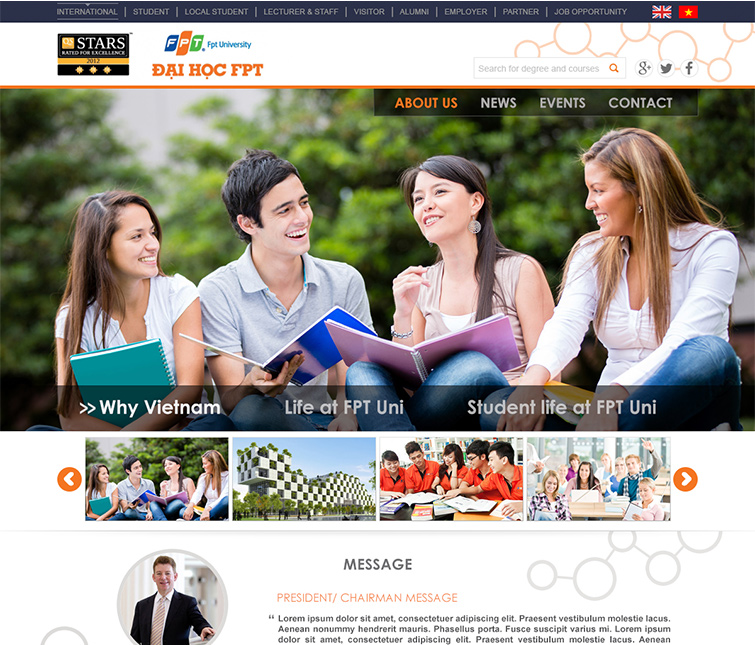 INTERNATIONAL | STUDENT | LOCAL STUDENT | LECTURER & STAFF | VISITOR | ALUMNI | EMPLOYER | PARTNER | JOB OPPORTUNITY
STARS
RATED FOR EXCELLENCE
2012
FPT. Fpt University
ĐẠI HỌC FPT
Search for degree and courses
ABOUT US NEWS EVENTS CONTACT
>> Why Vietnam Life at FPT Uni Student life at FPT Uni
MESSAGE
PRESIDENT/ CHAIRMAN MESSAGE
“ Lorem ipsum dolor sit amet, consectetuer adipiscing elit. Praesent vestibulum molestie lacus.
Aenean nonummy hendrerit mauris. Phasellus porta. Fusce suscipit varius mi. Lorem ipsum
dolor sit amet, consectetuer adipiscing elit. Praesent vestibulum molestie lacus. Aenean